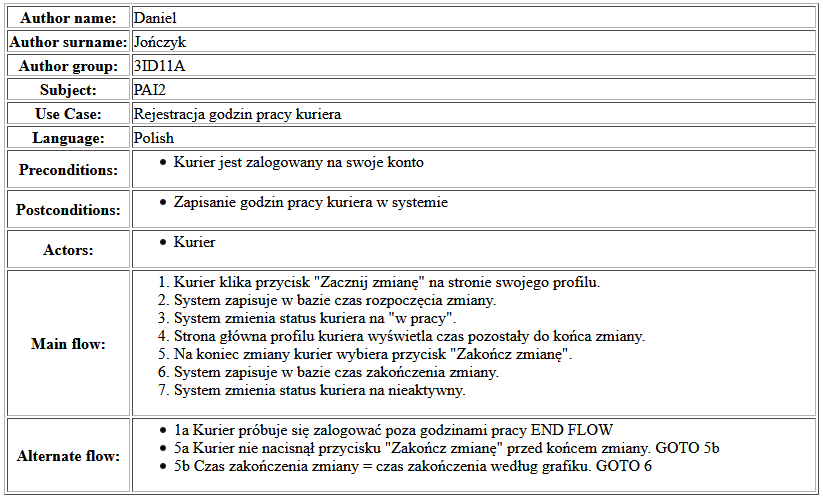 Author name: Daniel
Author surname: Jończyk
Author group: 3ID11A
Subject: PAI2
Use Case: Rejestracja godzin pracy kuriera
Language: Polish
Preconditions: • Kurier jest zalogowany na swoje konto
Postconditions: • Zapisanie godzin pracy kuriera w systemie
Actors: • Kurier
Main flow:
1. Kurier klika przycisk "Zacznij zmianę" na stronie swojego profilu.
2. System zapisuje w bazie czas rozpoczęcia zmiany.
3. System zmienia status kuriera na "w pracy".
4. Strona główna profilu kuriera wyświetla czas pozostały do końca zmiany.
5. Na koniec zmiany kurier wybiera przycisk "Zakończ zmianę".
6. System zapisuje w bazie czas zakończenia zmiany.
7. System zmienia status kuriera na nieaktywny.
Alternate flow:
• 1a Kurier próbuje się zalogować poza godzinami pracy END FLOW
• 5a Kurier nie nacisnął przycisku "Zakończ zmianę" przed końcem zmiany. GOTO 5b
• 5b Czas zakończenia zmiany = czas zakończenia według grafiku. GOTO 6